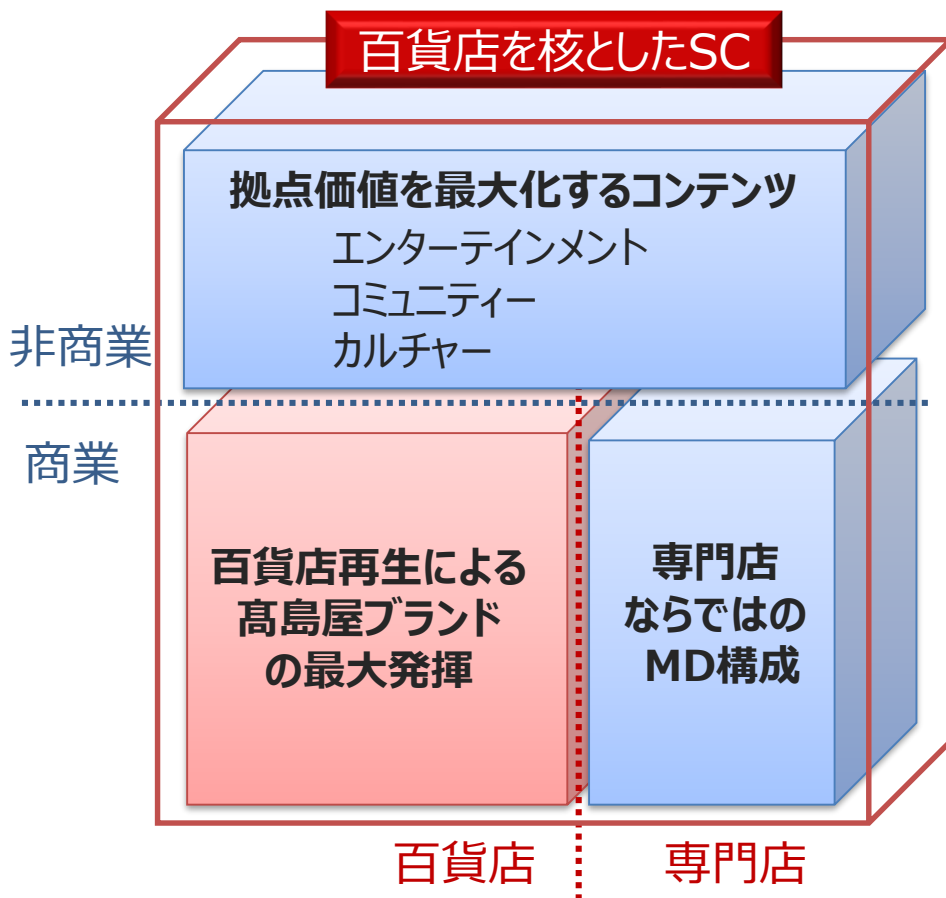 百貨店を核としたSC
拠点価値を最大化するコンテンツ
エンターテインメント
コミュニティー
カルチャー
非商業
商業
百貨店再生による
髙島屋ブランド
の最大発揮
専門店
ならではの
MD構成
百貨店
専門店